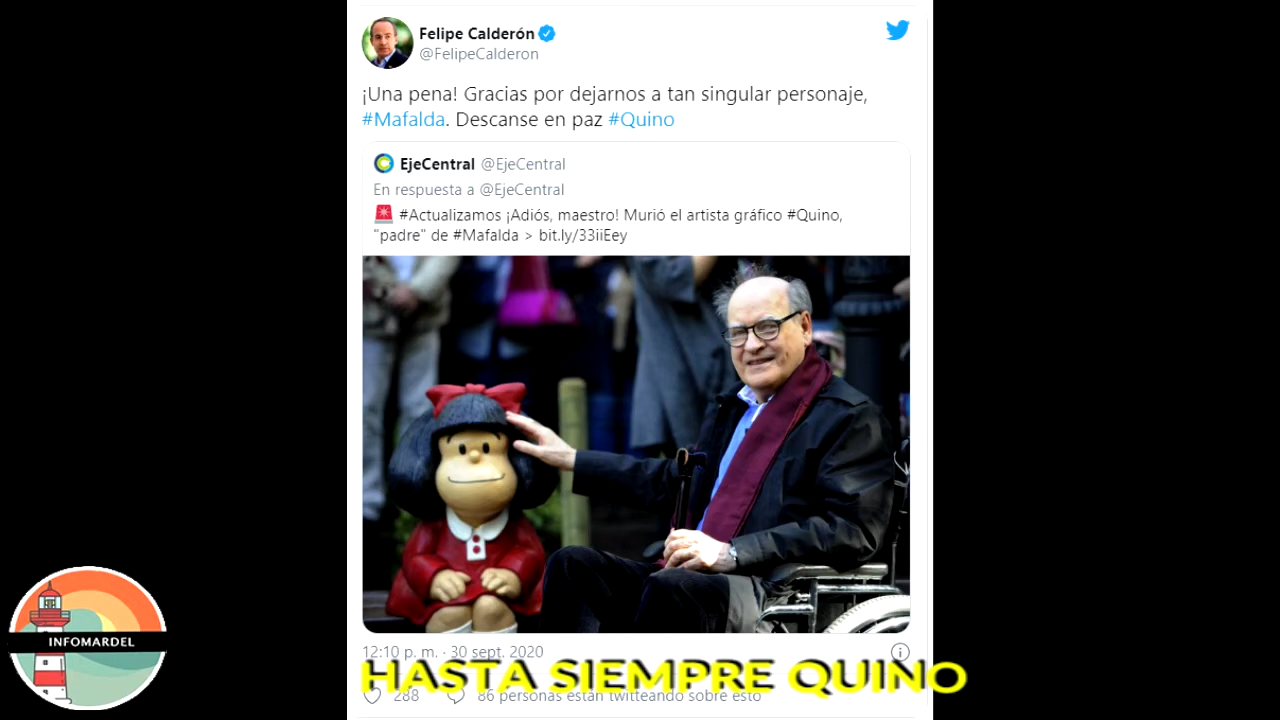 Felipe Calderón
@FelipeCalderon
¡Una pena! Gracias por dejarnos a tan singular personaje,
#Mafalda. Descanse en paz #Quino
EjeCentral @EjeCentral
En respuesta a @EjeCentral
#Actualizamos ¡Adiós, maestro! Murió el artista gráfico #Quino,
"padre" de #Mafalda > bit.ly/33iiEey
12:10 p. m. · 30 sept. 2020
HASTA SIEMPRE QUINO
288 86 personas están twitteando sobre esto
INFOMARDEL